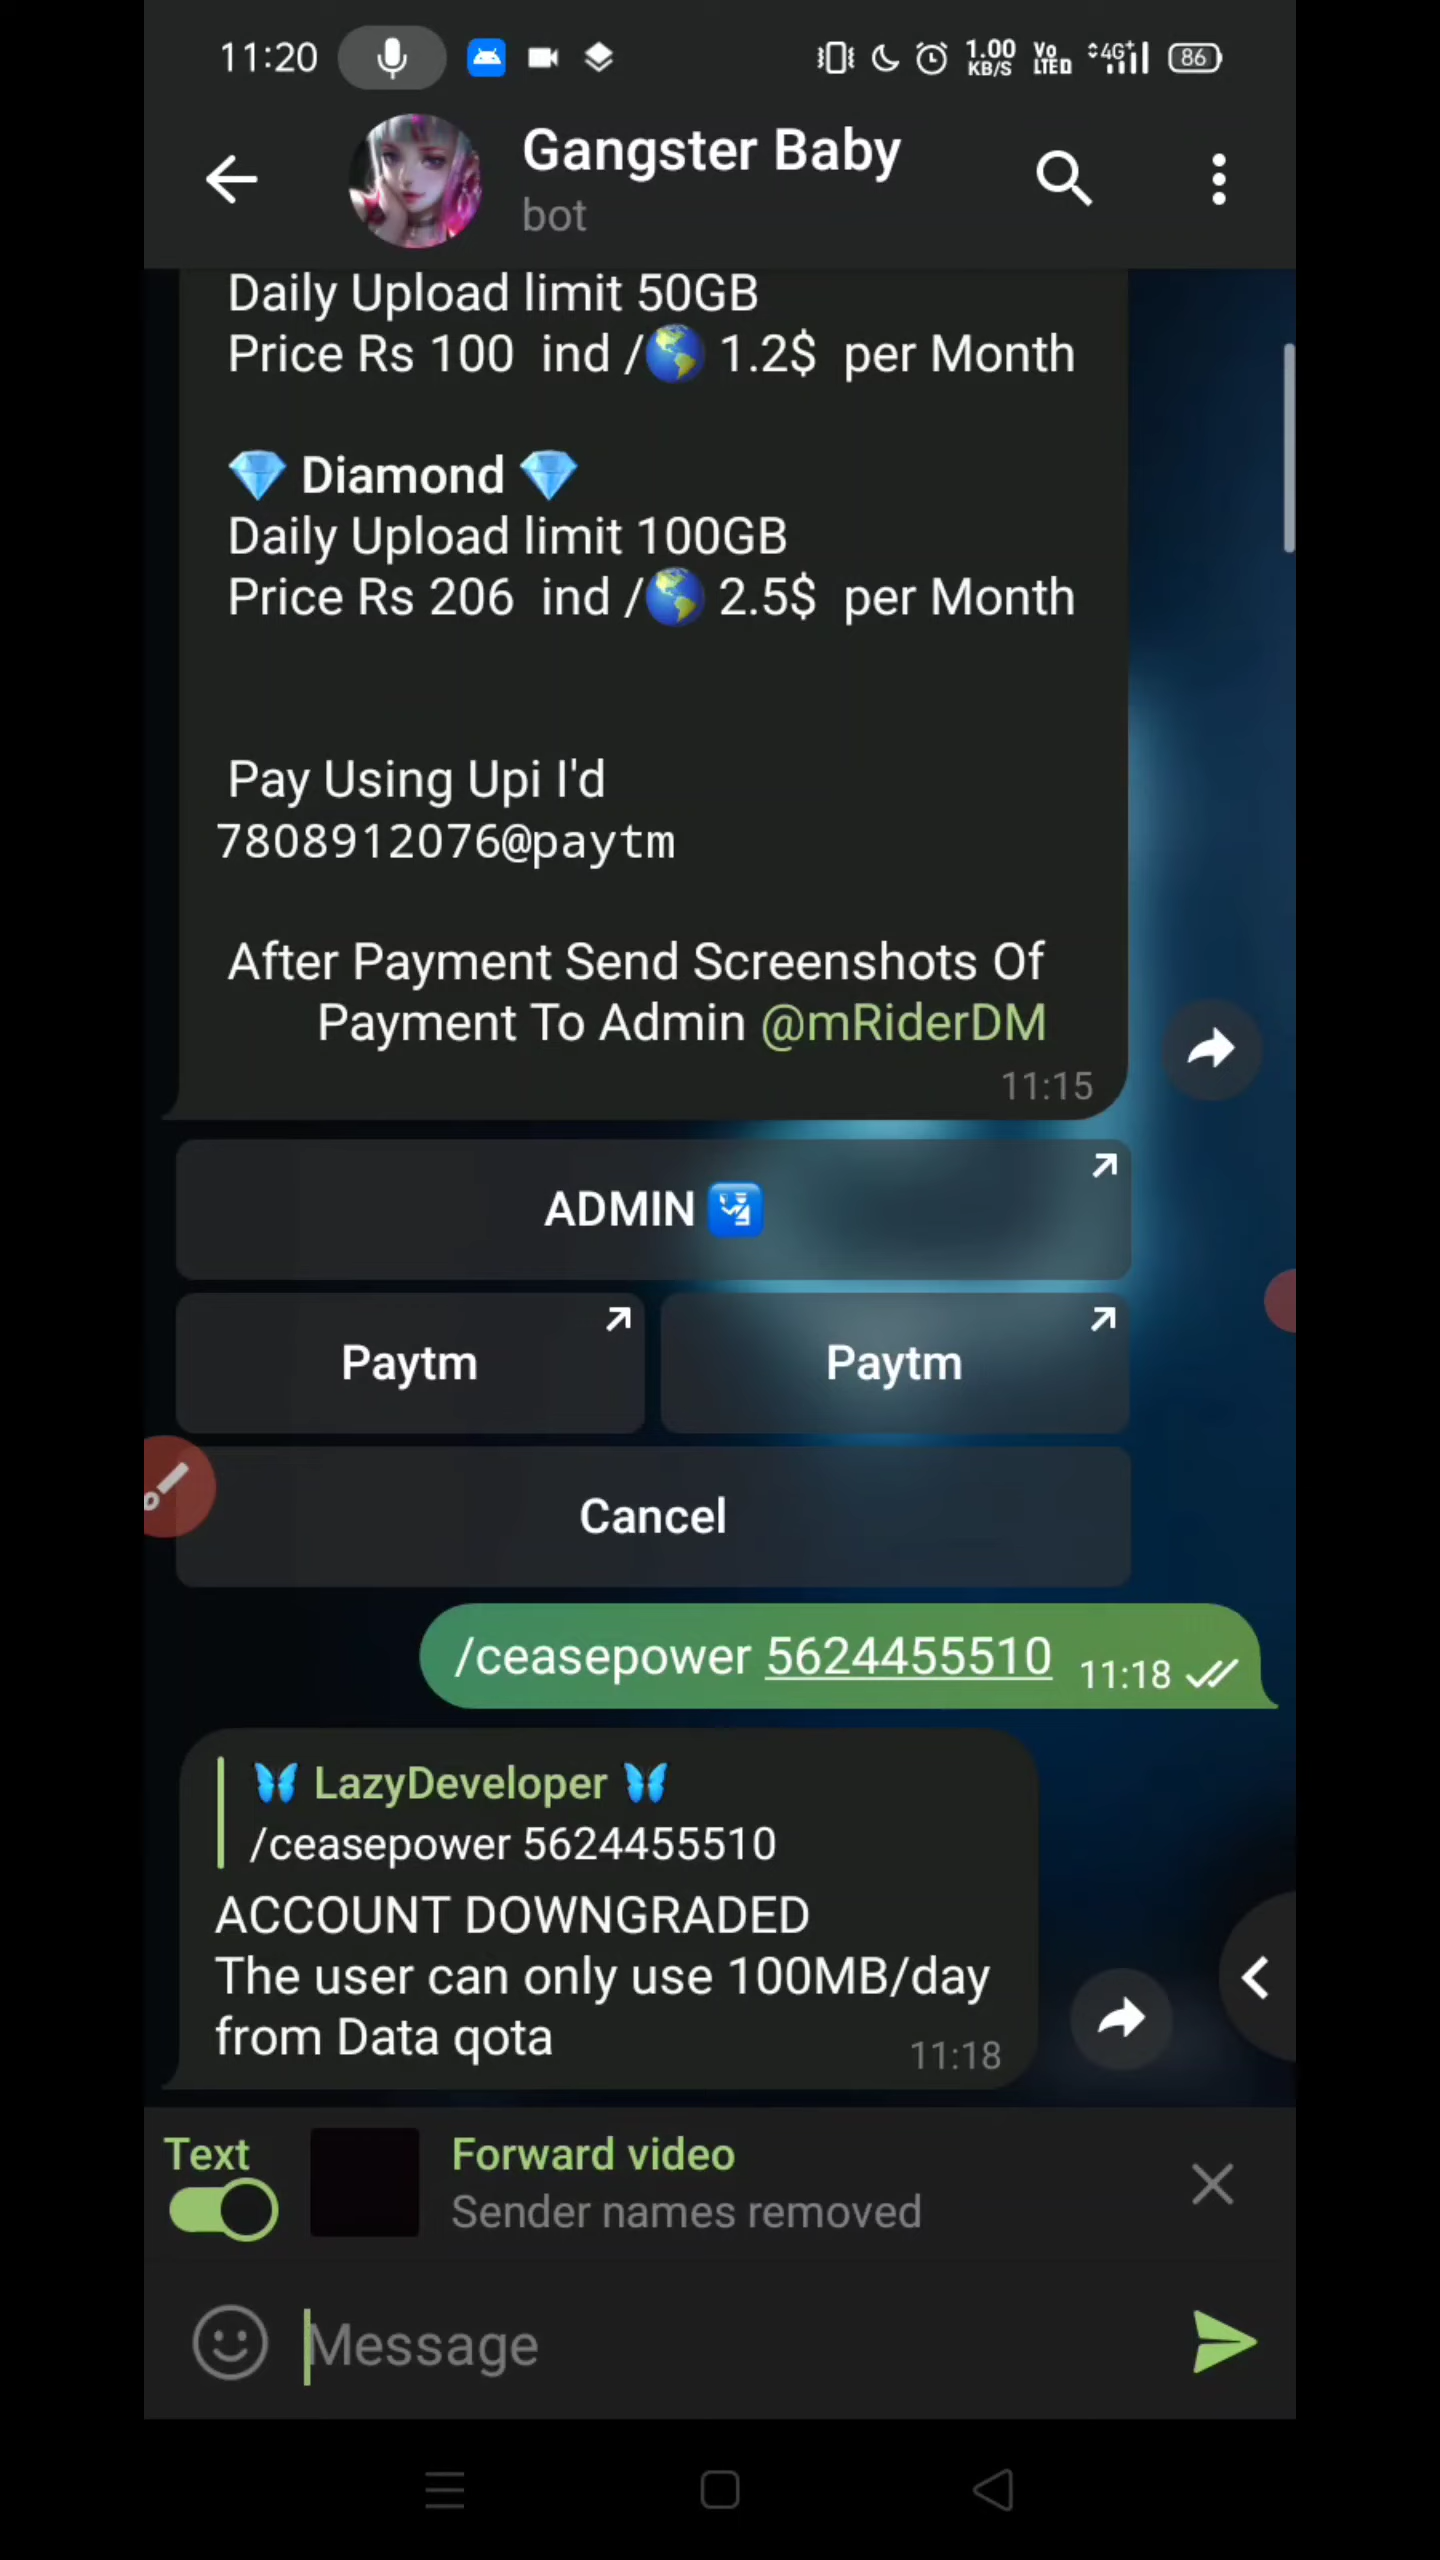 11:20
1.00 KB/S
Vo LTE D
4G+
86
Gangster Baby
bot
Daily Upload limit 50GB
Price Rs 100 ind /🌎 1.2$ per Month
💎 Diamond 💎
Daily Upload limit 100GB
Price Rs 206 ind /🌎 2.5$ per Month
Pay Using Upi I'd
7808912076@paytm
After Payment Send Screenshots Of
Payment To Admin @mRiderDM
11:15
ADMIN 🛂
Paytm
Paytm
Cancel
/ceasepower 5624455510 11:18
🦋 LazyDeveloper 🦋
/ceasepower 5624455510
ACCOUNT DOWNGRADED
The user can only use 100MB/day
from Data qota
11:18
Text
Forward video
Sender names removed
Message